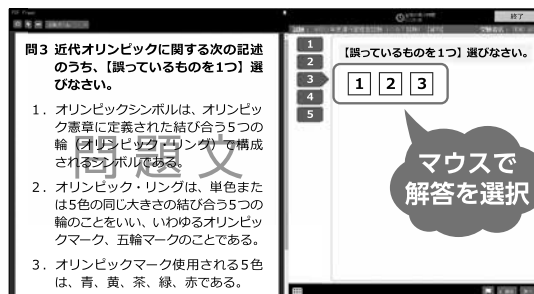 終了
問3 近代オリンピックに関する次の記述
のうち、【誤っているものを1つ】選
びなさい。
1．オリンピックシンボルは、オリンピッ
ク憲章に定義された結び合う5つの
輪（オリンピック・リング）で構成
されるシンボルである。
2．オリンピック・リングは、単色また
は5色の同じ大きさの結び合う5つの
輪のことをいい、いわゆるオリンピッ
クマーク、五輪マークのことである。
3．オリンピックマーク使用される5色
は、青、黄、茶、緑、赤である。
問題文
1
2
3
4
5
【誤っているものを1つ】選びなさい。
1 2 3
マウスで
解答を選択